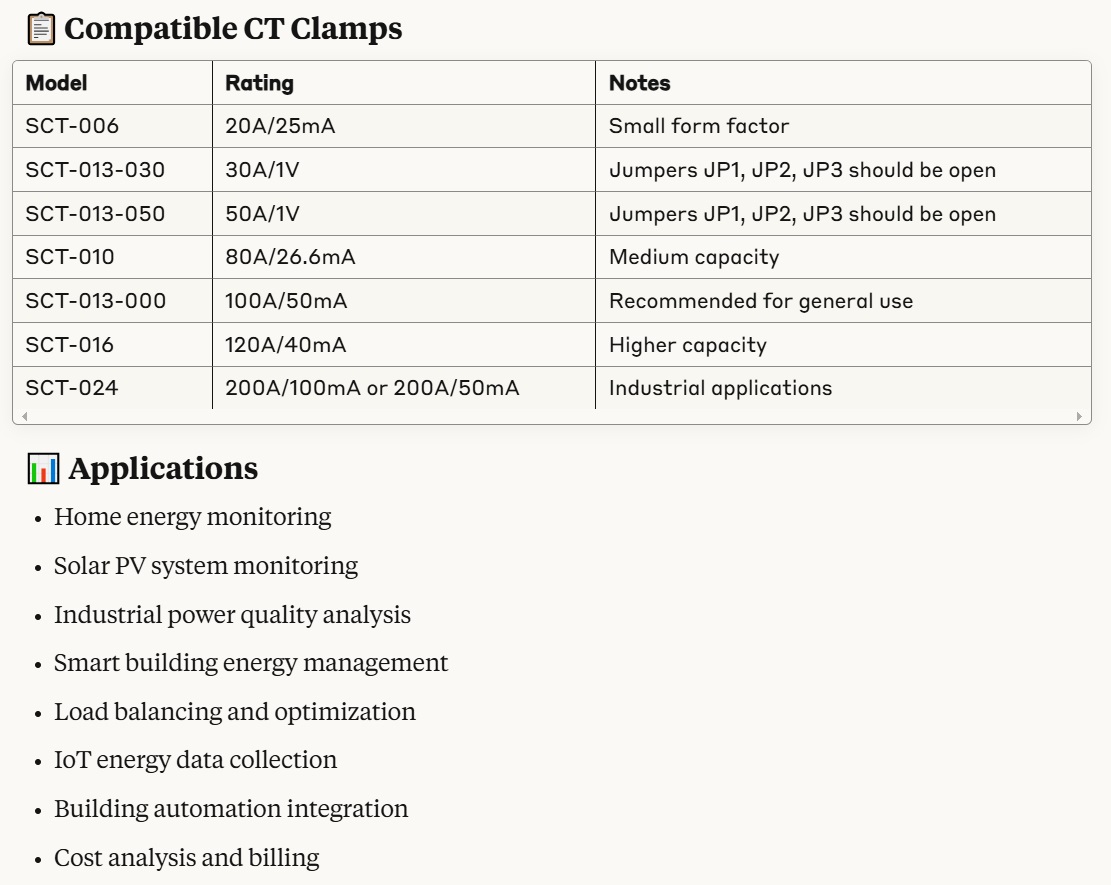 Compatible CT Clamps
Model Rating Notes
SCT-006 20A/25mA Small form factor
SCT-013-030 30A/1V Jumpers JP1, JP2, JP3 should be open
SCT-013-050 50A/1V Jumpers JP1, JP2, JP3 should be open
SCT-010 80A/26.6mA Medium capacity
SCT-013-000 100A/50mA Recommended for general use
SCT-016 120A/40mA Higher capacity
SCT-024 200A/100mA or 200A/50mA Industrial applications
Applications
• Home energy monitoring
• Solar PV system monitoring
• Industrial power quality analysis
• Smart building energy management
• Load balancing and optimization
• IoT energy data collection
• Building automation integration
• Cost analysis and billing